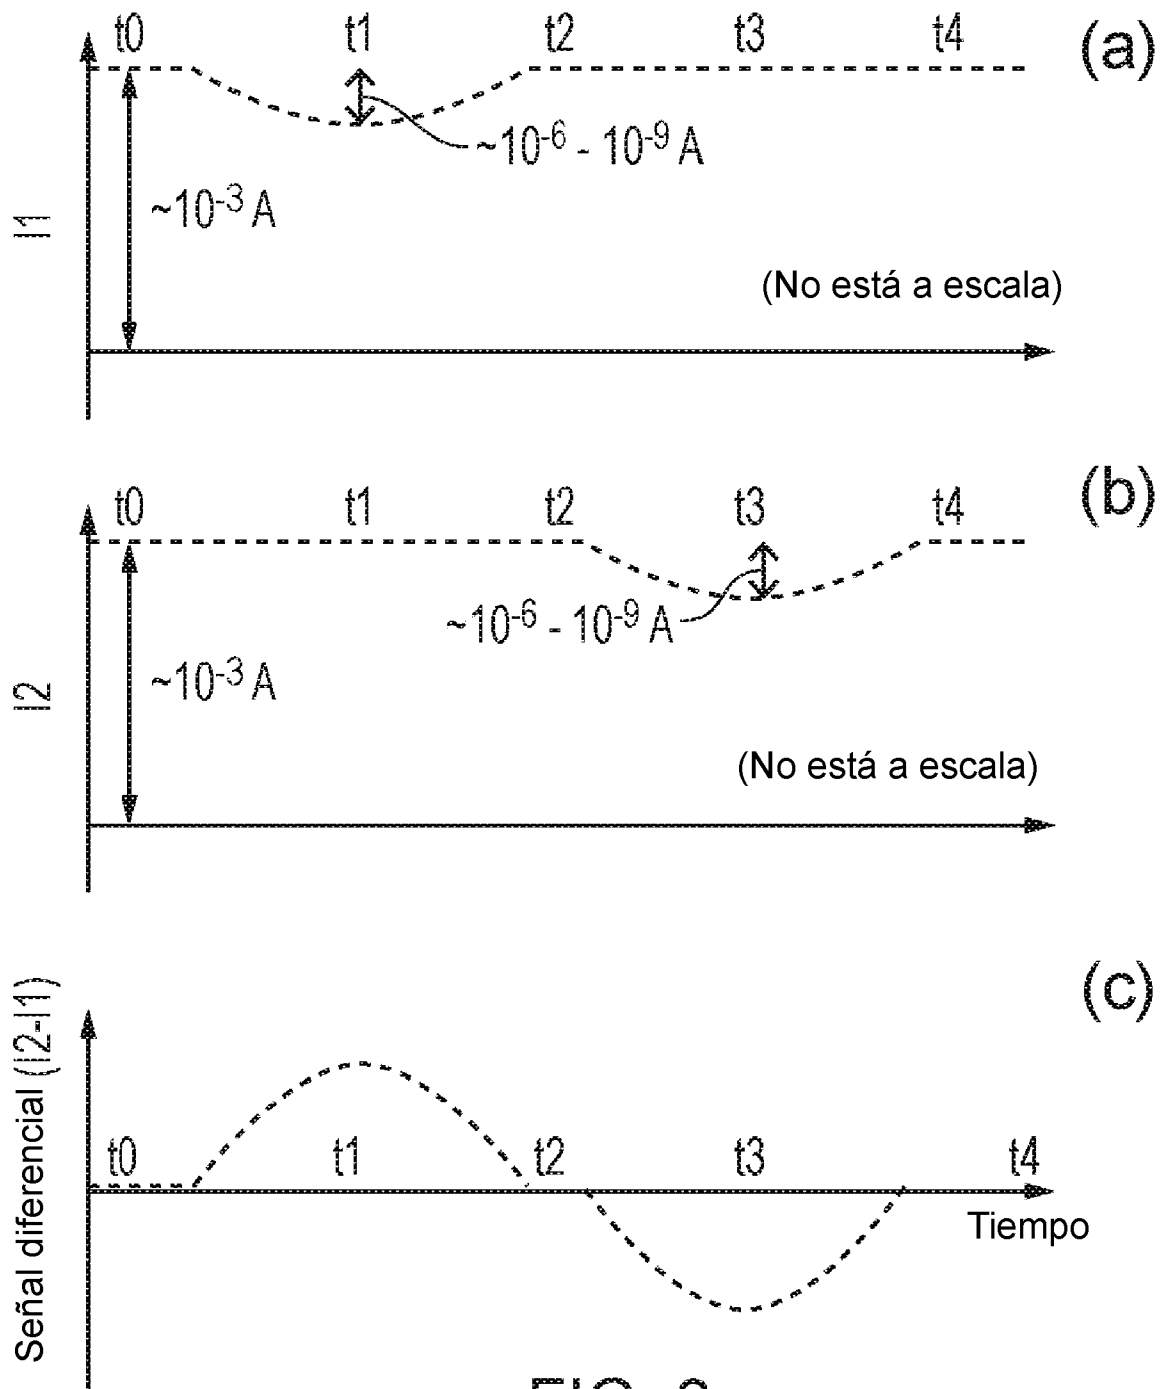 (a)
t0 t1 t2 t3 t4
~10⁻⁶ - 10⁻⁹ A
~10⁻³ A
I1
(No está a escala)
(b)
t0 t1 t2 t3 t4
~10⁻⁶ - 10⁻⁹ A
~10⁻³ A
I2
(No está a escala)
(c)
Señal diferencial (I2-I1)
t0 t1 t2 t3 t4
Tiempo